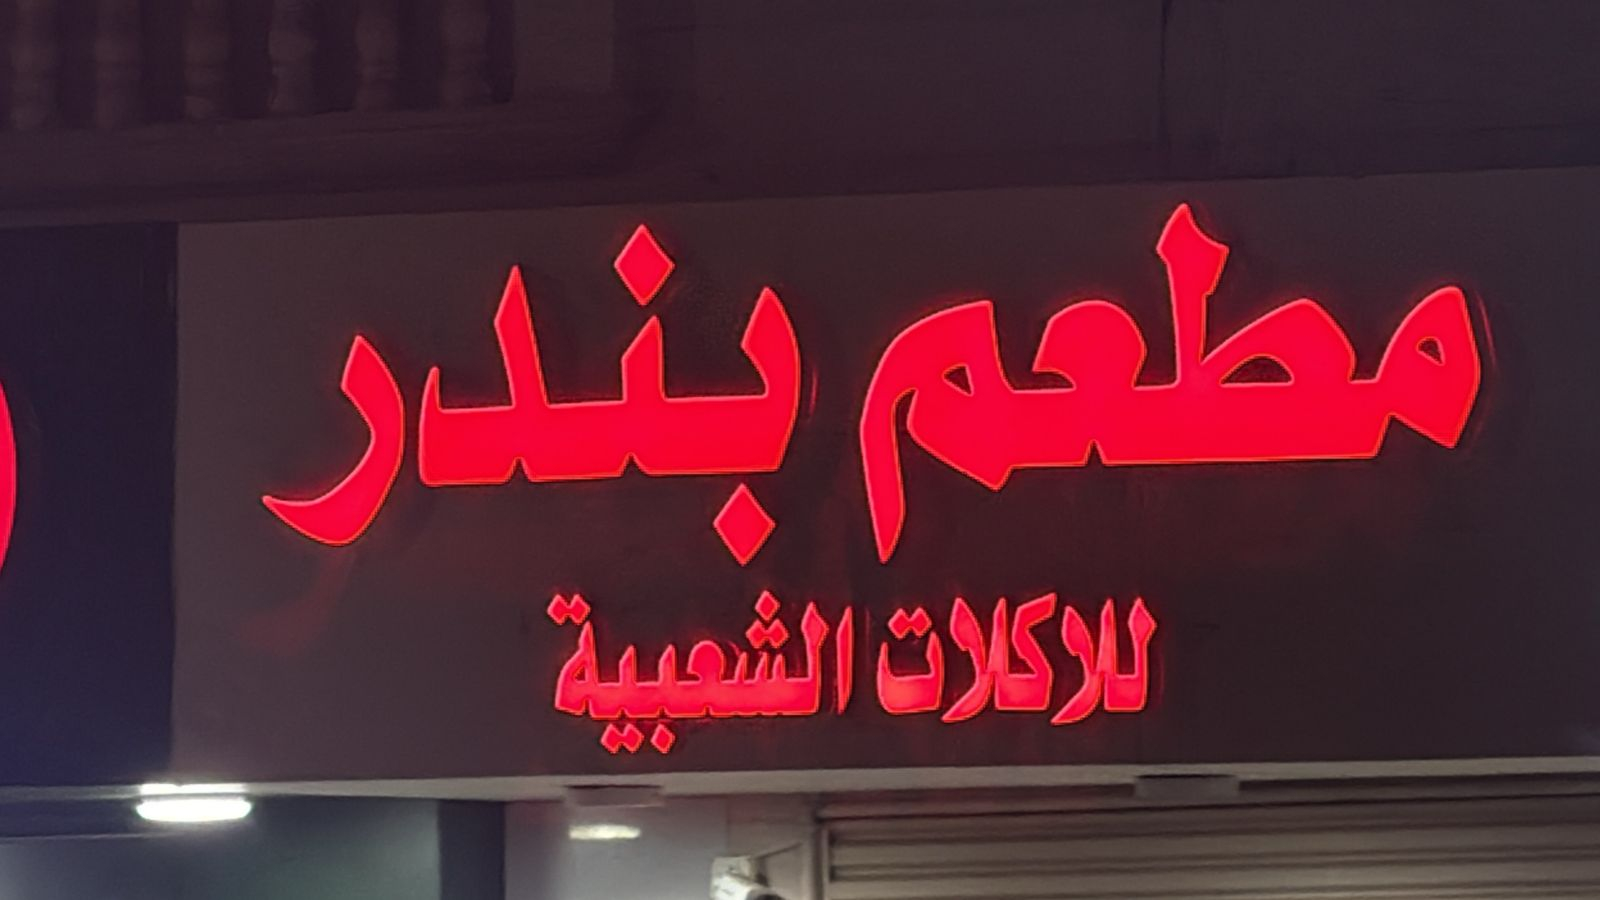 مطعم بندر
للاكلات الشعبية